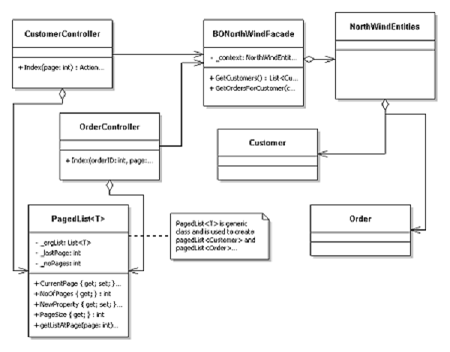 CustomerController
+ Index(page: int) : Action...
BONorthWindFacade
- _context: NorthWindEntit...
+ GetCustomers() : List<Cu...
+ GetOrdersForCustomer(c...
NorthWindEntities
OrderController
+ Index(orderID: int, page:...
Customer
Order
PagedList<T>
- _orgList: List<T>
- _lastPage: int
- _noPages: int
+ CurrentPage { get; set; }...
+ NoOfPages { get; } : int
+ NewProperty { get; set; }...
+ PageSize { get; } : int
+ getListAtPage(page: int)...
PagedList<T> is generic
class and is used to create
pagedList<Customer> and
pagedList<Order>...